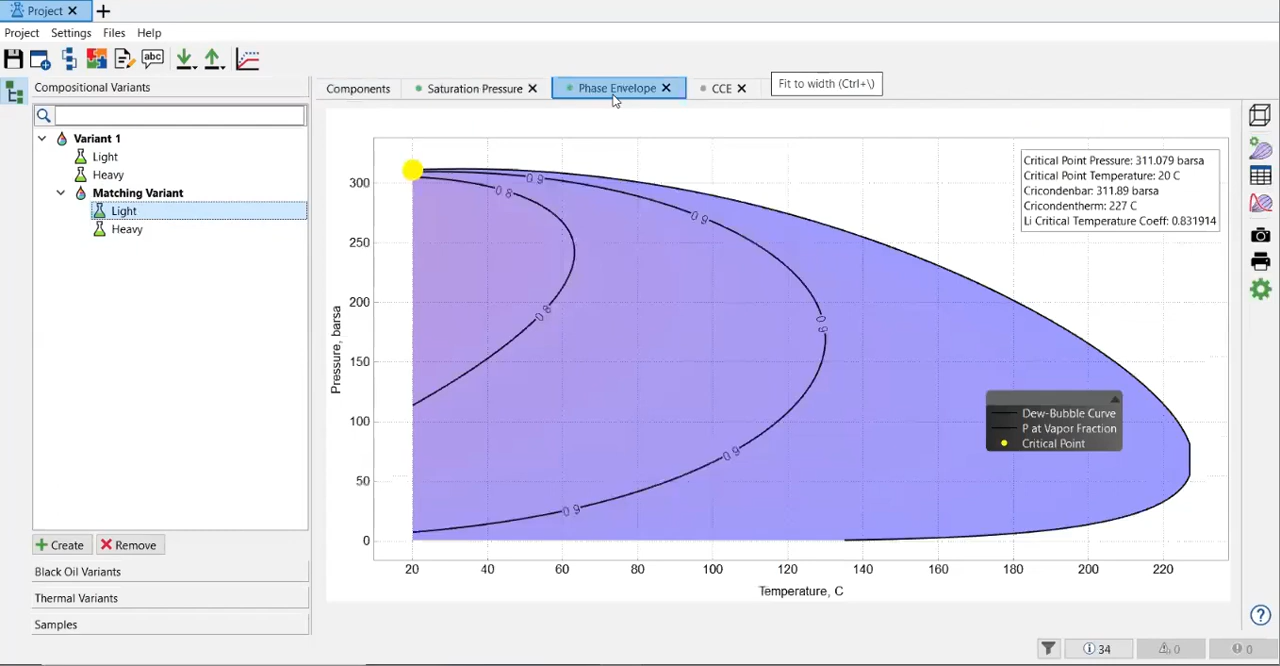 Project
Project Settings Files Help
abc
Compositional Variants
Components Saturation Pressure Phase Envelope CCE Fit to width (Ctrl+\)
Variant 1
Light
Heavy
Matching Variant
Light
Heavy
Create Remove
Black Oil Variants
Thermal Variants
Samples
Critical Point Pressure: 311.079 barsa
Critical Point Temperature: 20 C
Cricondenbar: 311.89 barsa
Cricondentherm: 227 C
Li Critical Temperature Coeff: 0.831914
Pressure, barsa
300
250
200
150
100
50
0
0.8
0.9
0.9
0.8
0.9
0.9
0.9
Dew-Bubble Curve
P at Vapor Fraction
Critical Point
20 40 60 80 100 120 140 160 180 200 220
Temperature, C
34 0 0